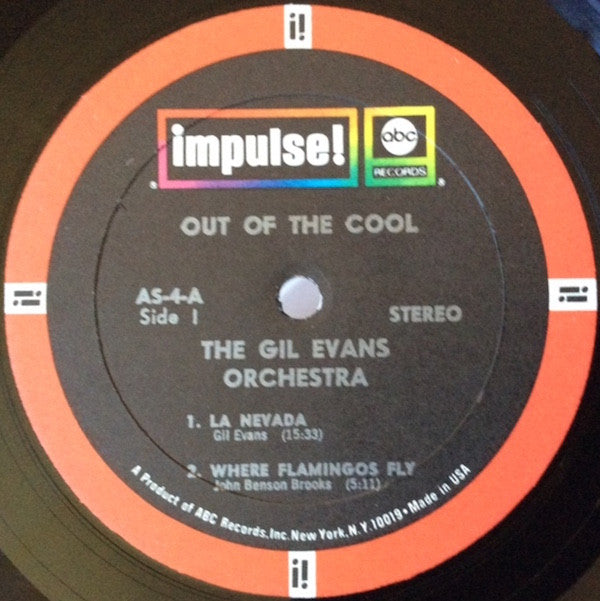 i!
impulse!
abc
RECORDS
OUT OF THE COOL
AS-4-A
Side 1
STEREO
THE GIL EVANS
ORCHESTRA
1. LA NEVADA
Gil Evans (15:33)
2. WHERE FLAMINGOS FLY
John Benson Brooks (5:11)
A Product of ABC Records, Inc. New York, N.Y. 10019 • Made in USA